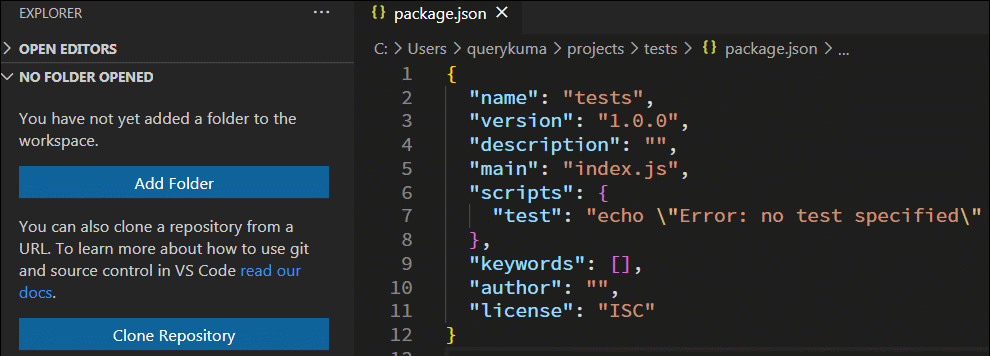 EXPLORER
OPEN EDITORS
NO FOLDER OPENED
You have not yet added a folder to the
workspace.
Add Folder
You can also clone a repository from a
URL. To learn more about how to use git
and source control in VS Code read our
docs.
Clone Repository
package.json
C: > Users > querykuma > projects > tests > {} package.json > ...
1 {
2 "name": "tests",
3 "version": "1.0.0",
4 "description": "",
5 "main": "index.js",
6 "scripts": {
7 "test": "echo \"Error: no test specified\"
8 },
9 "keywords": [],
10 "author": "",
11 "license": "ISC"
12 }